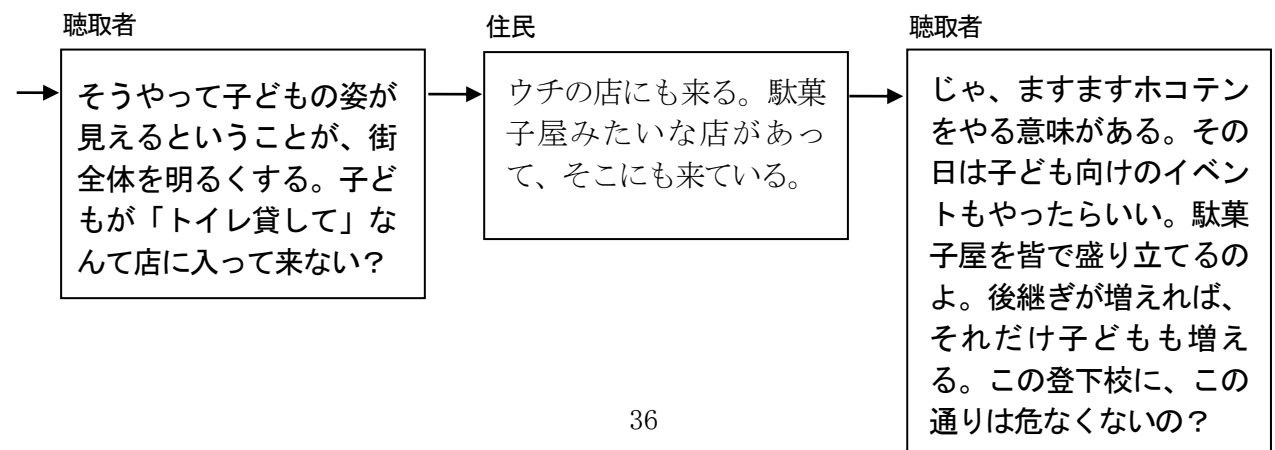 聴取者
そうやって子どもの姿が
見えるということが、街
全体を明るくする。子ど
もが「トイレ貸して」な
んて店に入って来ない？
住民
ウチの店にも来る。駄菓
子屋みたいな店があっ
て、そこにも来ている。
聴取者
じゃ、ますますホコテン
をやる意味がある。その
日は子ども向けのイベン
トもやったらいい。駄菓
子屋を皆で盛り立てるの
よ。後継ぎが増えれば、
それだけ子どもも増え
る。この登下校に、この
通りは危なくないの？
36